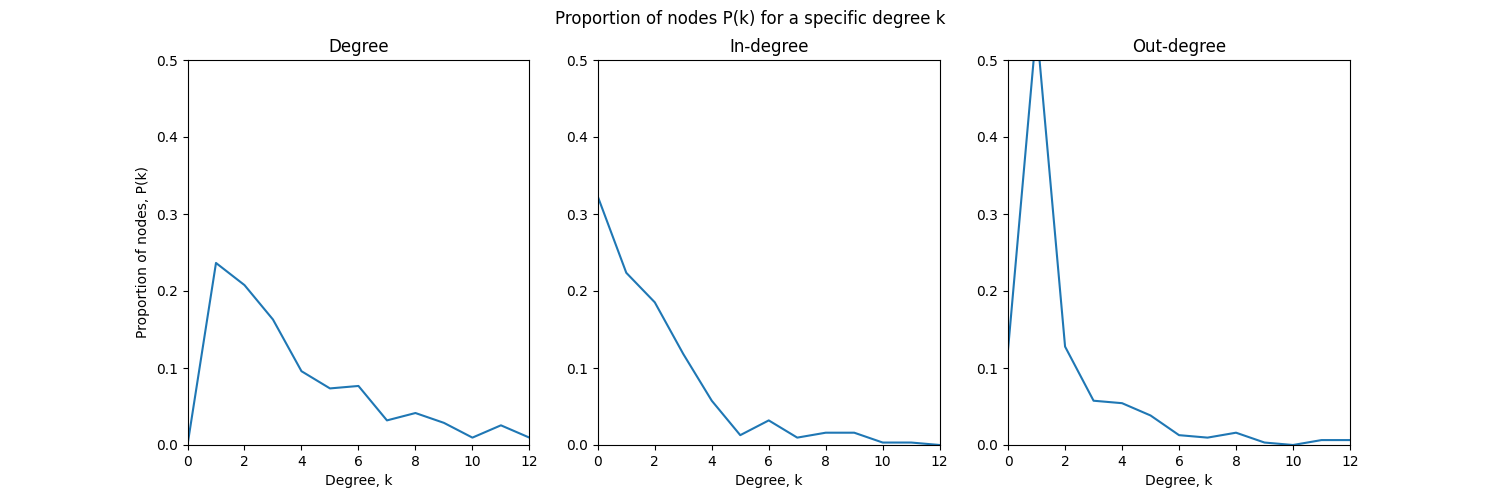 Proportion of nodes P(k) for a specific degree k
Degree
In-degree
Out-degree
Proportion of nodes, P(k)
0.5
0.4
0.3
0.2
0.1
0.0
0 2 4 6 8 10 12
Degree, k
0.5
0.4
0.3
0.2
0.1
0.0
0 2 4 6 8 10 12
Degree, k
0.5
0.4
0.3
0.2
0.1
0.0
0 2 4 6 8 10 12
Degree, k